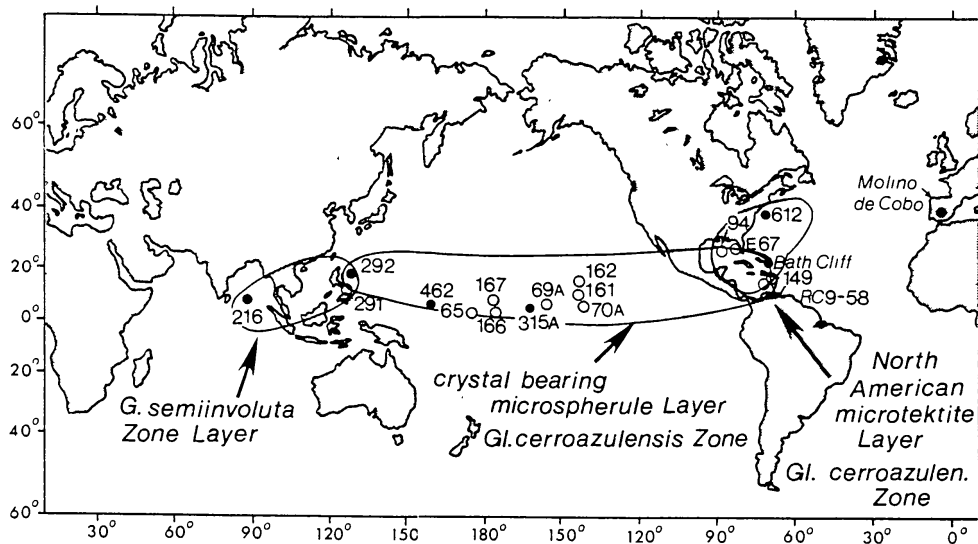 60°
40°
20°
0°
20°
40°
60°
Molino
de Cobo
94
612
E67
Bath Cliff
149
RC9-58
292
291
216
462
65
167
166
315A
69A
162
161
70A
G. semiinvoluta
Zone Layer
crystal bearing
microspherule Layer
Gl. cerroazulensis Zone
North
American
microtektite
Layer
Gl. cerroazulen.
Zone
30° 60° 90° 120° 150 180° 150° 120° 90° 60° 30° 0°